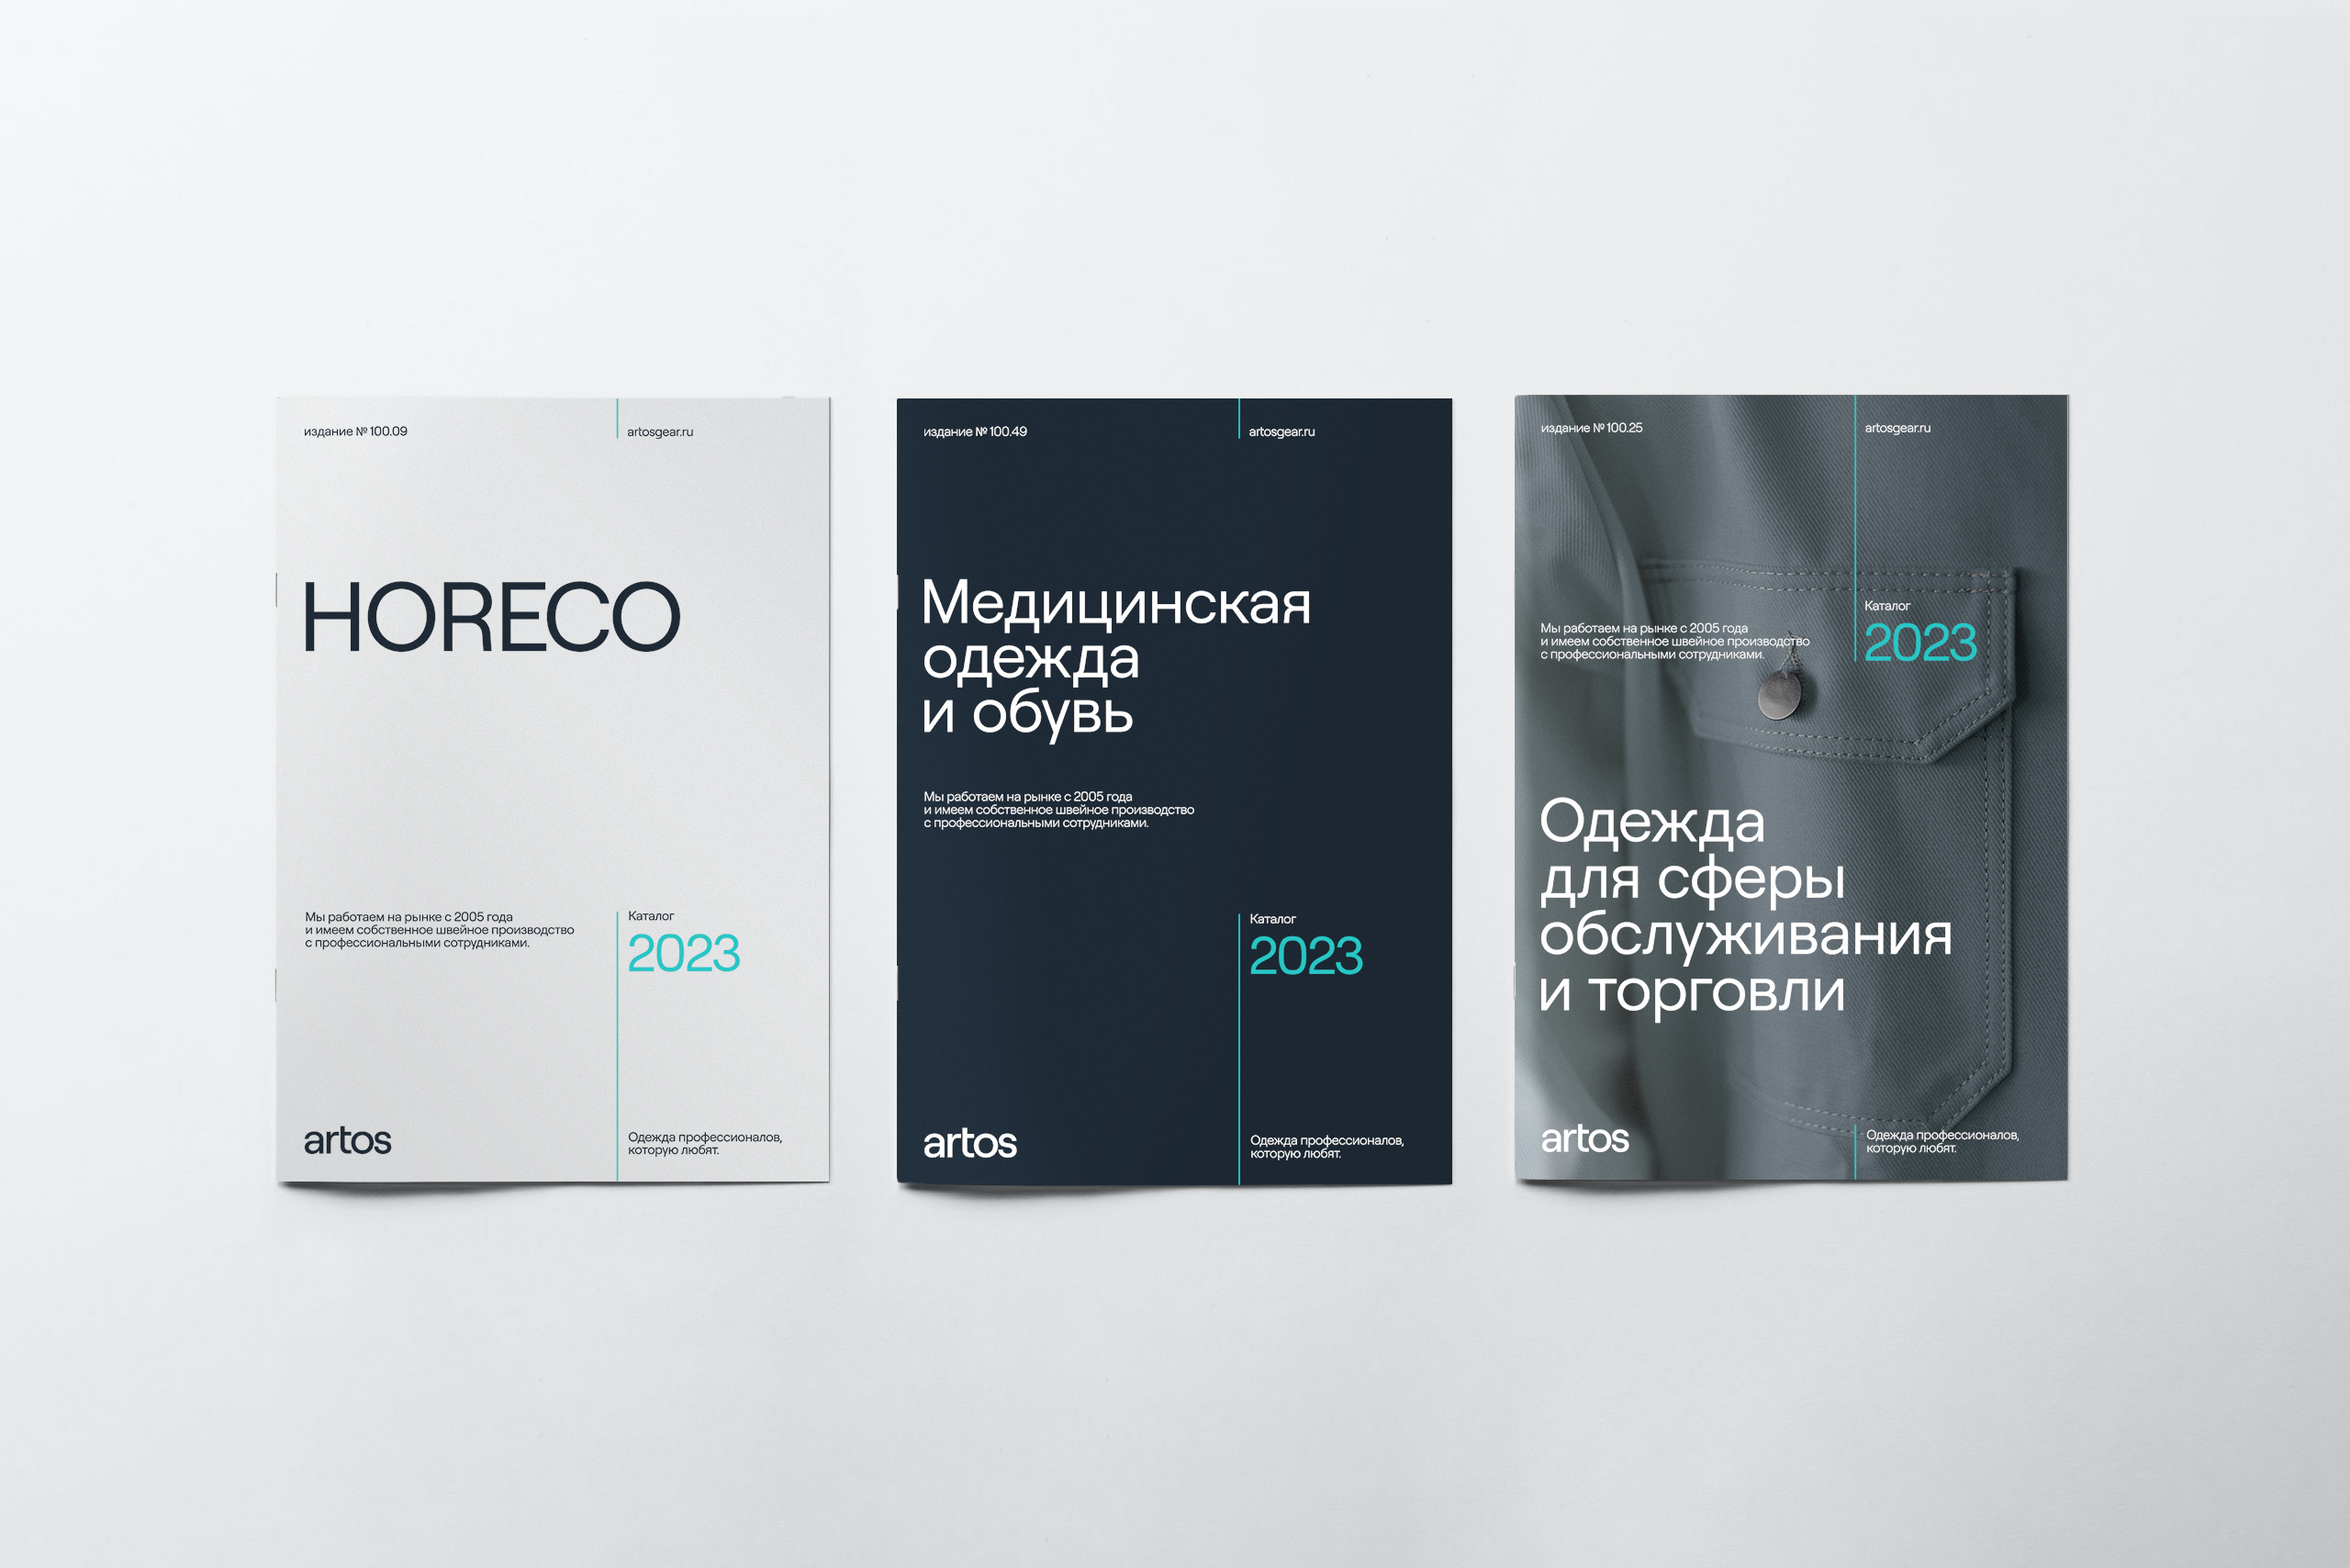 издание № 100.09
artosgear.ru
HORECO
Мы работаем на рынке с 2005 года
и имеем собственное швейное производство
с профессиональными сотрудниками.
Каталог
2023
artos
Одежда профессионалов,
которую любят.
издание № 100.49
artosgear.ru
Медицинская
одежда
и обувь
Мы работаем на рынке с 2005 года
и имеем собственное швейное производство
с профессиональными сотрудниками.
Каталог
2023
artos
Одежда профессионалов,
которую любят.
издание № 100.25
artosgear.ru
Мы работаем на рынке с 2005 года
и имеем собственное швейное производство
с профессиональными сотрудниками.
Каталог
2023
Одежда
для сферы
обслуживания
и торговли
artos
Одежда профессионалов,
которую любят.